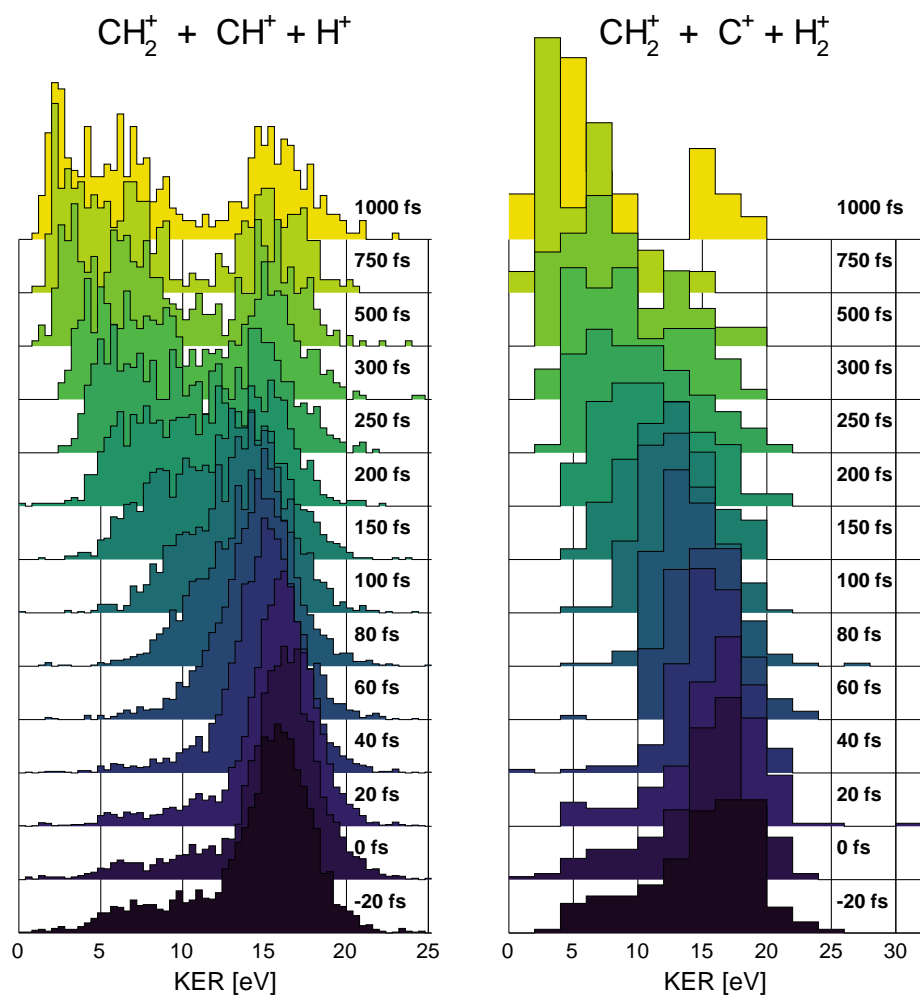 CH₂⁺ + CH⁺ + H⁺
CH₂⁺ + C⁺ + H₂⁺
1000 fs
750 fs
500 fs
300 fs
250 fs
200 fs
150 fs
100 fs
80 fs
60 fs
40 fs
20 fs
0 fs
-20 fs
0 5 10 15 20 25
KER [eV]
1000 fs
750 fs
500 fs
300 fs
250 fs
200 fs
150 fs
100 fs
80 fs
60 fs
40 fs
20 fs
0 fs
-20 fs
0 5 10 15 20 25 30
KER [eV]